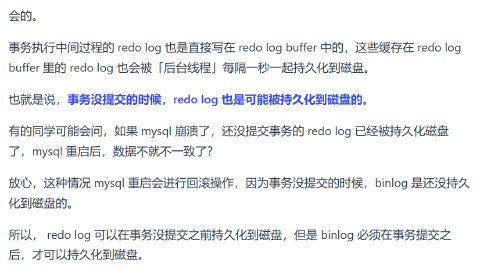 会的。
事务执行中间过程的 redo log 也是直接写在 redo log buffer 中的，这些缓存在 redo log
buffer 里的 redo log 也会被「后台线程」每隔一秒一起持久化到磁盘。
也就是说，事务没提交的时候，redo log 也是可能被持久化到磁盘的。
有的同学可能会问，如果 mysql 崩溃了，还没提交事务的 redo log 已经被持久化磁盘
了，mysql 重启后，数据不就不一致了？
放心，这种情况 mysql 重启会进行回滚操作，因为事务没提交的时候，binlog 是还没持久
化到磁盘的。
所以， redo log 可以在事务没提交之前持久化到磁盘，但是 binlog 必须在事务提交之
后，才可以持久化到磁盘。